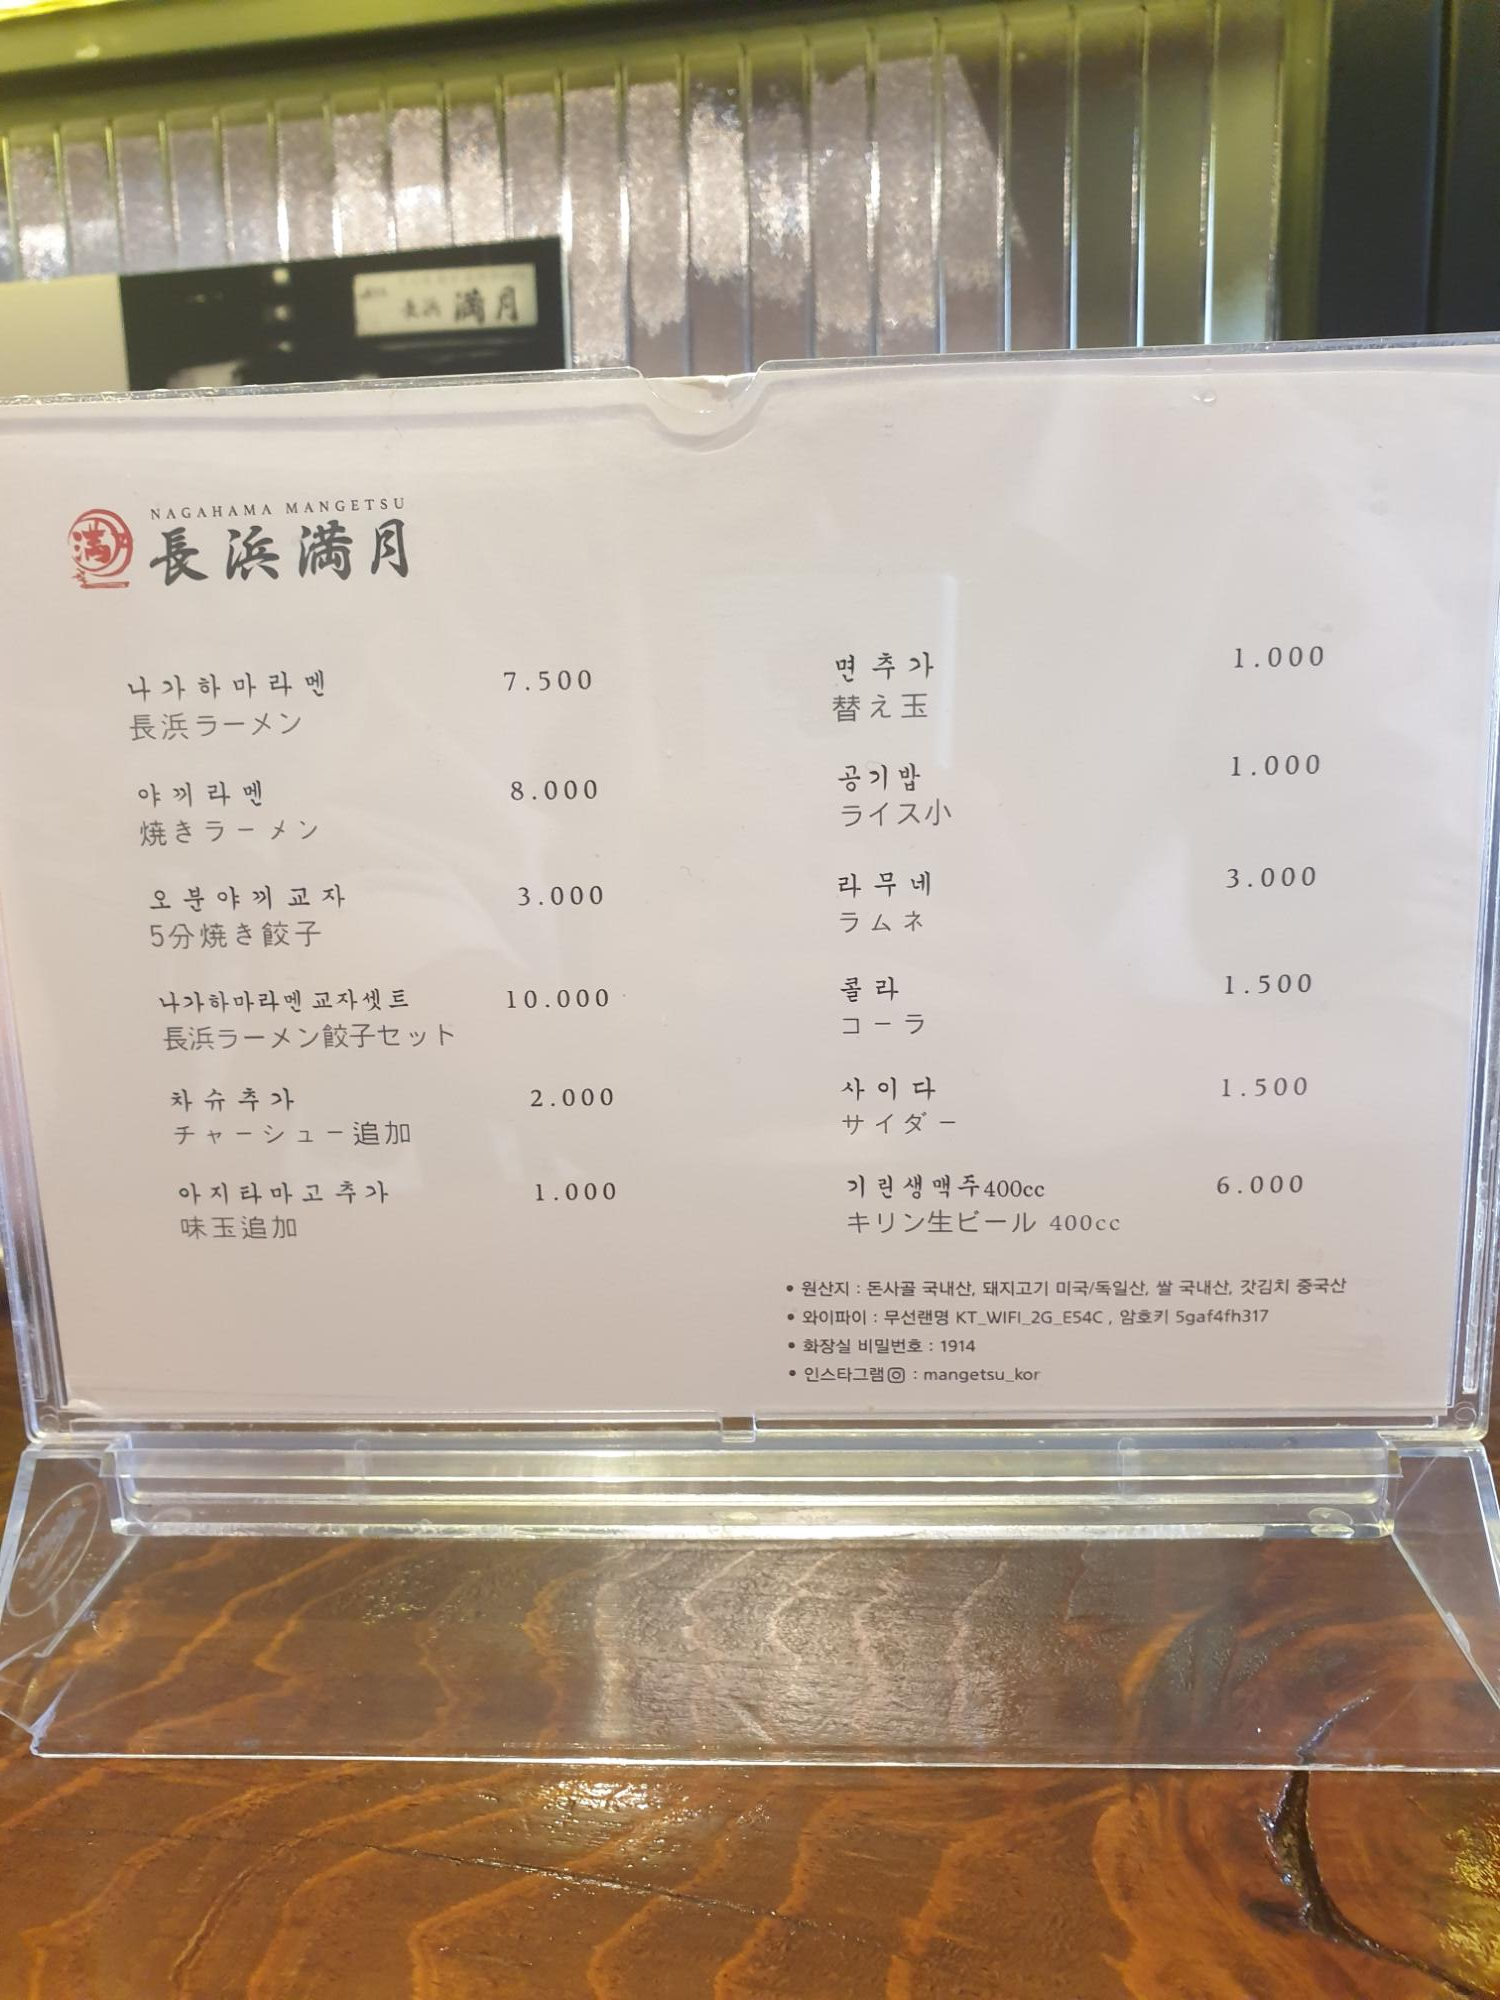 長浜 満月
NAGAHAMA MANGETSU
満 長浜満月
나가하마라멘 7.500
長浜ラーメン
야끼라멘 8.000
焼きラーメン
오분야끼교자 3.000
5分焼き餃子
나가하마라멘교자셋트 10.000
長浜ラーメン餃子セット
차슈추가 2.000
チャーシュー追加
아지타마고추가 1.000
味玉追加
면추가 1.000
替え玉
공기밥 1.000
ライス小
라무네 3.000
ラムネ
콜라 1.500
コーラ
사이다 1.500
サイダー
기린생맥주400cc 6.000
キリン生ビール 400cc
• 원산지 : 돈사골 국내산, 돼지고기 미국/독일산, 쌀 국내산, 갓김치 중국산
• 와이파이 : 무선랜명 KT_WIFI_2G_E54C , 암호키 5gaf4fh317
• 화장실 비밀번호 : 1914
• 인스타그램 : mangetsu_kor